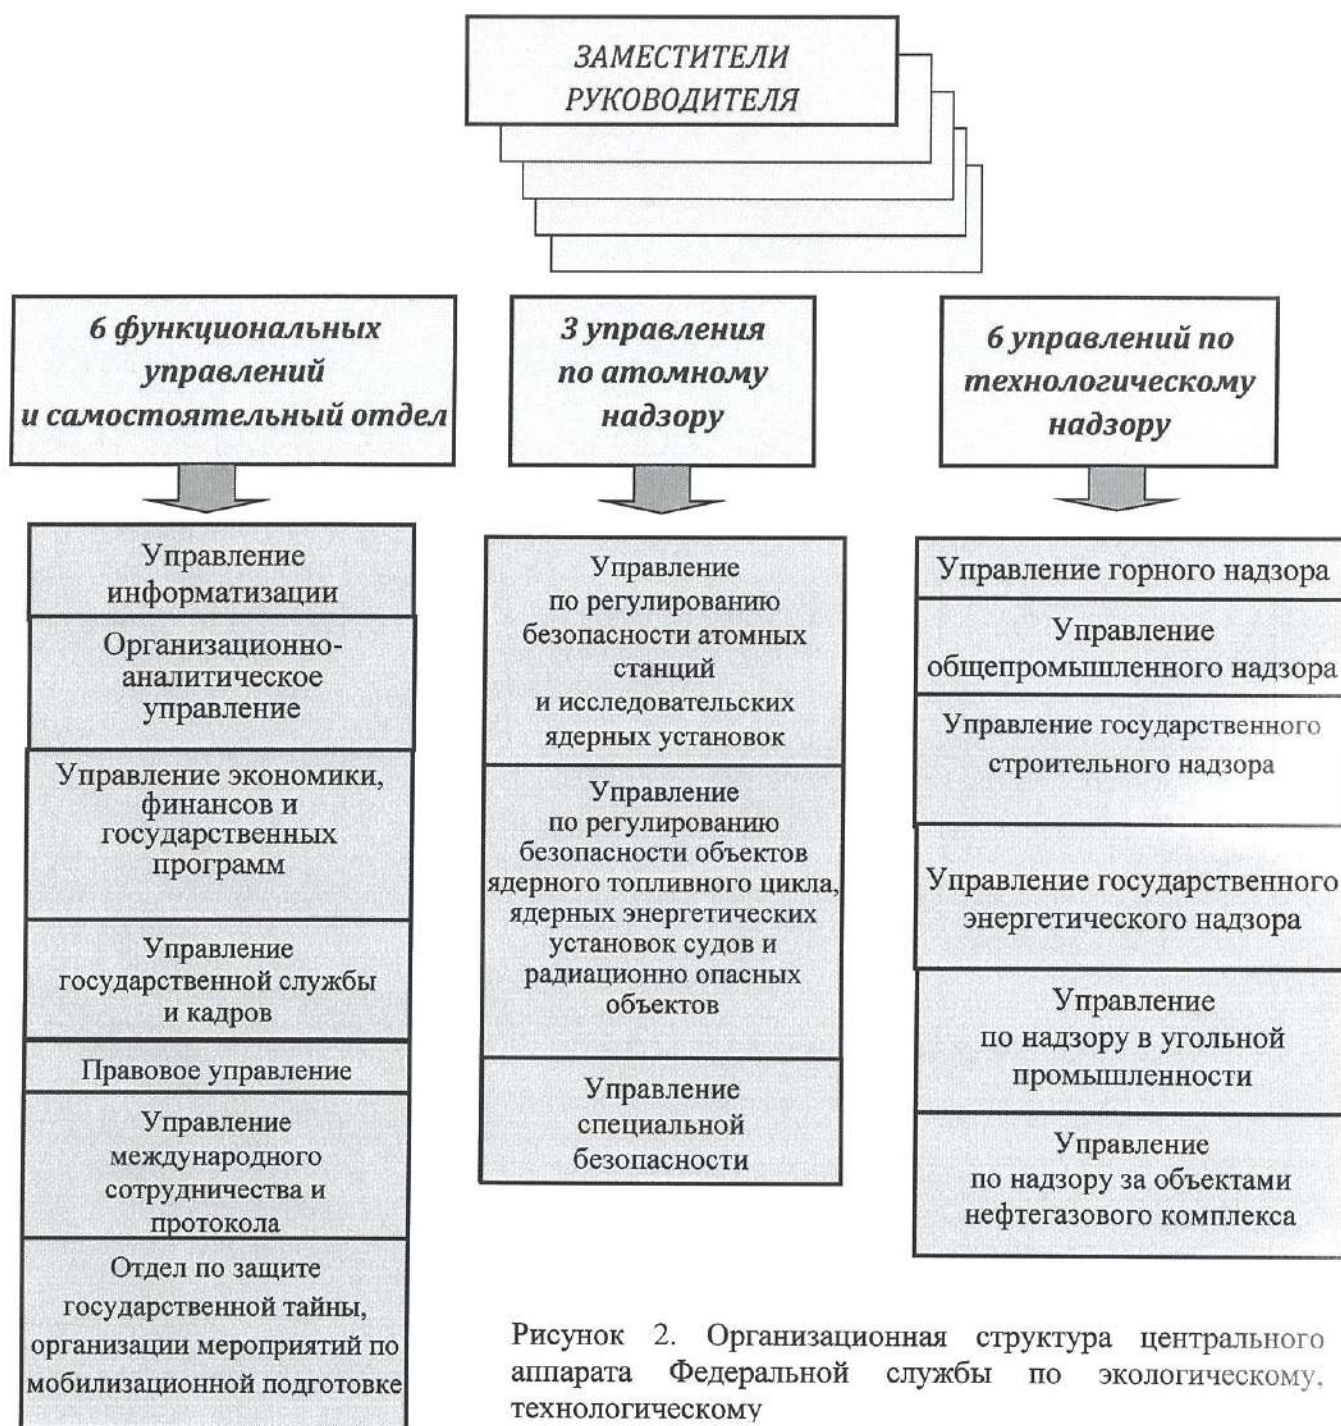 ЗАМЕСТИТЕЛИ
РУКОВОДИТЕЛЯ
6 функциональных
управлений
и самостоятельный отдел
3 управления
по атомному
надзору
6 управлений по
технологическому
надзору
Управление
информатизации
Организационно-
аналитическое
управление
Управление экономики,
финансов и
государственных
программ
Управление
государственной службы
и кадров
Правовое управление
Управление
международного
сотрудничества и
протокола
Отдел по защите
государственной тайны,
организации мероприятий по
мобилизационной подготовке
Управление
по регулированию
безопасности атомных
станций
и исследовательских
ядерных установок
Управление
по регулированию
безопасности объектов
ядерного топливного цикла,
ядерных энергетических
установок судов и
радиационно опасных
объектов
Управление
специальной
безопасности
Управление горного надзора
Управление
общепромышленного надзора
Управление государственного
строительного надзора
Управление государственного
энергетического надзора
Управление
по надзору в угольной
промышленности
Управление
по надзору за объектами
нефтегазового комплекса
Рисунок 2. Организационная структура центрального
аппарата Федеральной службы по экологическому.
технологическому